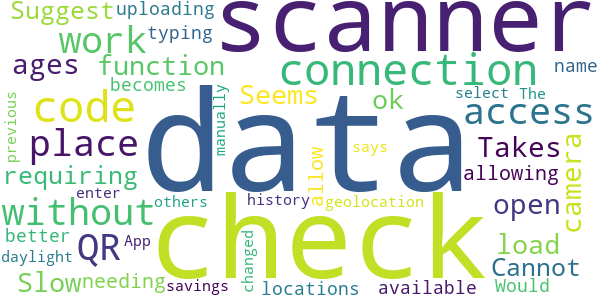 Suggest uploading scanner
work typing
ages function connection name
code Seems ok select The
previous becomes manually access
place data says Takes camera
requiring allow allowing
enter history geolocation
without others check open
better QR App load
daylight changed Cannot
Slow needing savings locations available Would